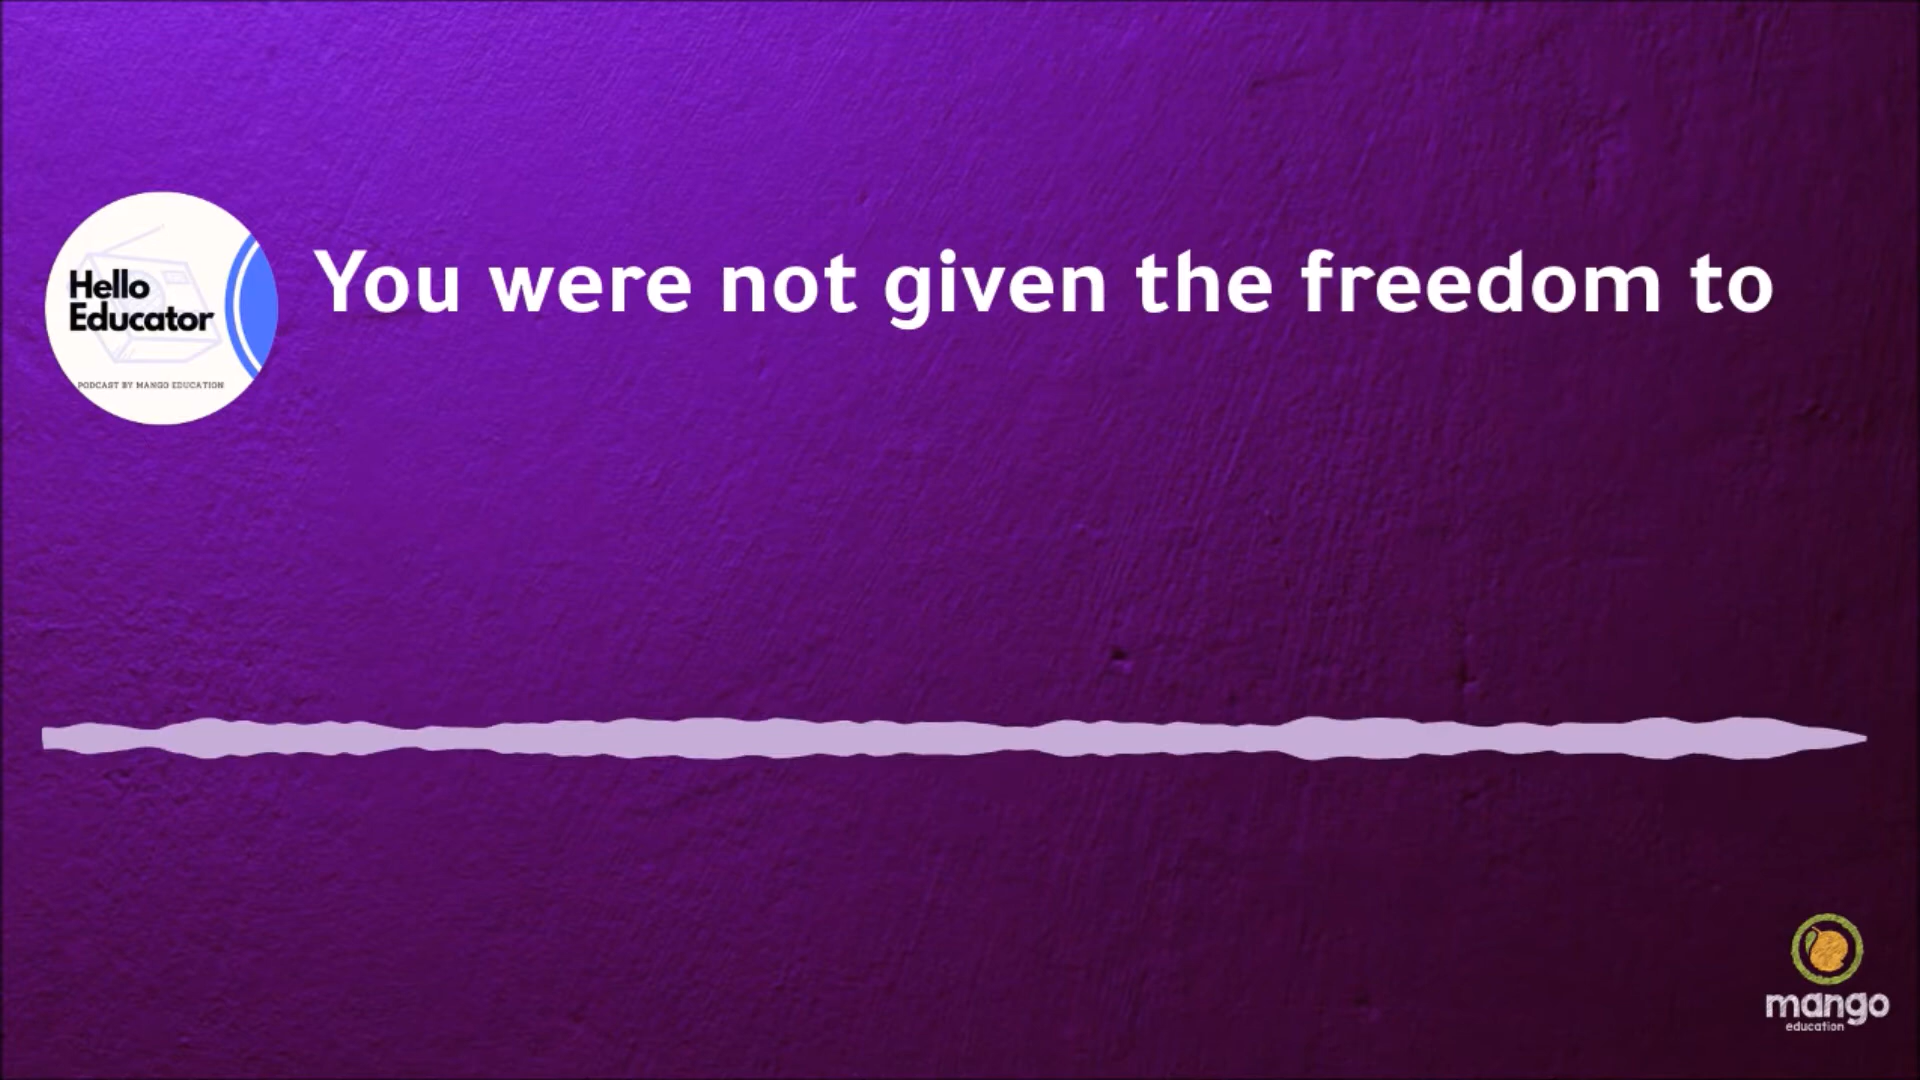 You were not given the freedom to
Hello
Educator
PODCAST BY MANGO EDUCATION
mango
education